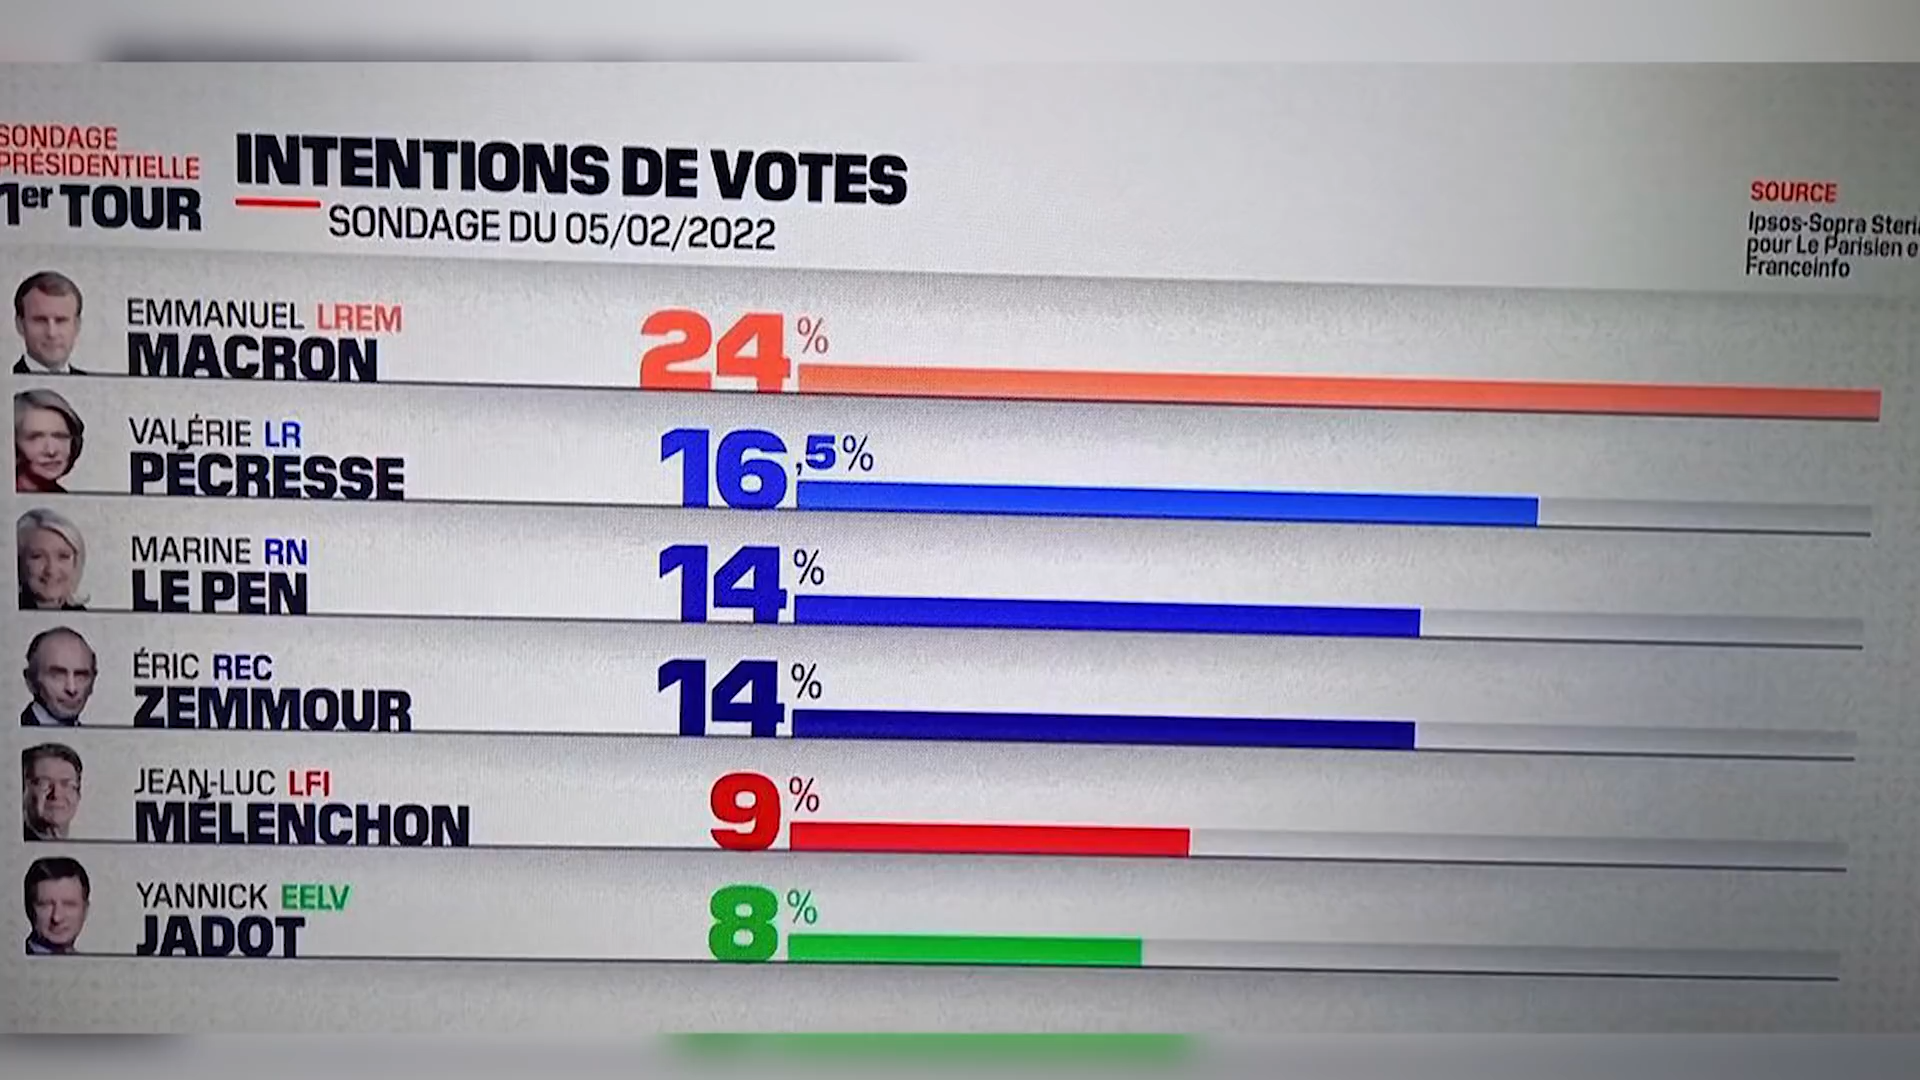 SONDAGE
PRÉSIDENTIELLE
1er TOUR
INTENTIONS DE VOTES
SONDAGE DU 05/02/2022
SOURCE
Ipsos-Sopra Steri
pour Le Parisien e
Franceinfo
EMMANUEL LREM
MACRON
24%
VALÉRIE LR
PÉCRESSE
16,5%
MARINE RN
LE PEN
14%
ÉRIC REC
ZEMMOUR
14%
JEAN-LUC LFI
MÉLENCHON
9%
YANNICK EELV
JADOT
8%